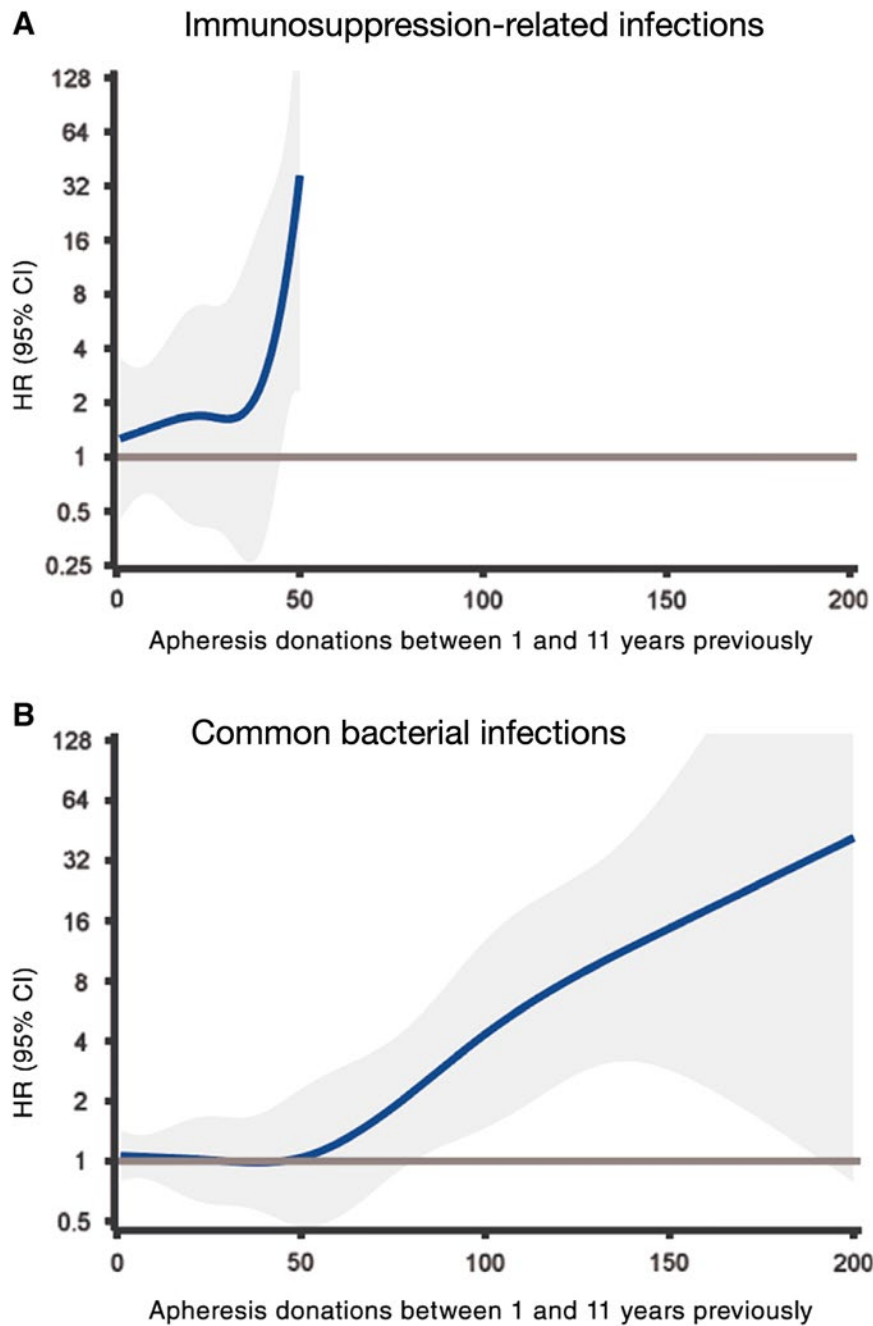 A
Immunosuppression-related infections
128
64
32
16
8
4
2
1
0.5
0.25
HR (95% CI)
0 50 100 150 200
Apheresis donations between 1 and 11 years previously
B
Common bacterial infections
128
64
32
16
8
4
2
1
0.5
HR (95% CI)
0 50 100 150 200
Apheresis donations between 1 and 11 years previously